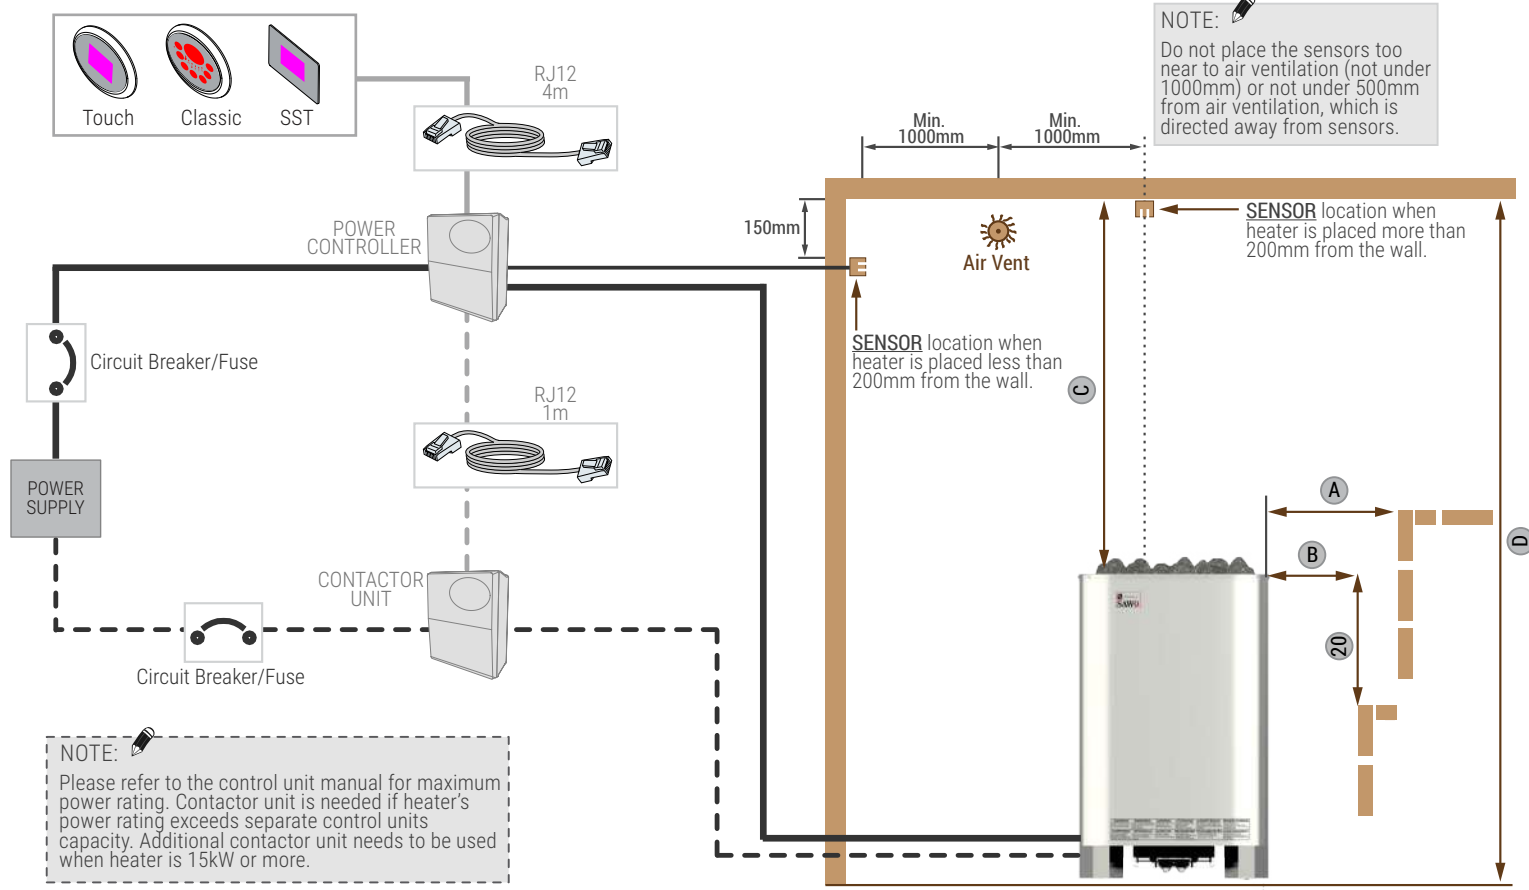 Touch
Classic
SST
RJ12
4m
NOTE:
Do not place the sensors too
near to air ventilation (not under
1000mm) or not under 500mm
from air ventilation, which is
directed away from sensors.
Min.
1000mm
Min.
1000mm
POWER
CONTROLLER
150mm
Air Vent
SENSOR location when
heater is placed more than
200mm from the wall.
SENSOR location when
heater is placed less than
200mm from the wall.
Circuit Breaker/Fuse
RJ12
1m
C
POWER
SUPPLY
A
B
D
20
CONTACTOR
UNIT
SAWO
Circuit Breaker/Fuse
NOTE:
Please refer to the control unit manual for maximum
power rating. Contactor unit is needed if heater's
power rating exceeds separate control units
capacity. Additional contactor unit needs to be used
when heater is 15kW or more.